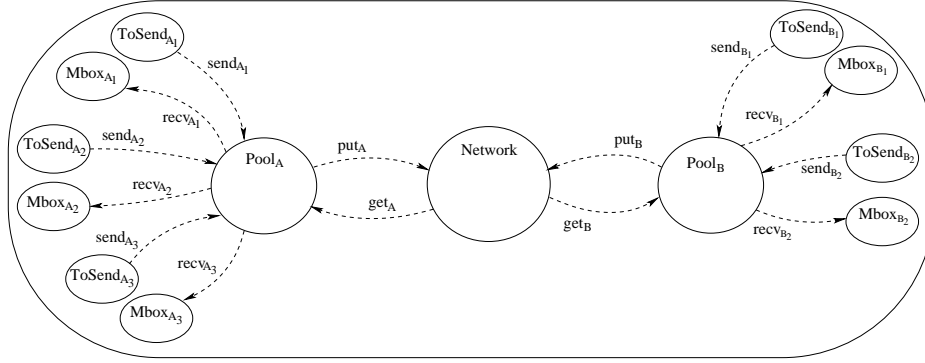 ToSend_A1
send_A1
Mbox_A1
recv_A1
ToSend_A2
send_A2
recv_A2
Mbox_A2
send_A3
ToSend_A3
recv_A3
Mbox_A3
Pool_A
put_A
get_A
Network
put_B
get_B
Pool_B
ToSend_B1
send_B1
Mbox_B1
recv_B1
ToSend_B2
send_B2
Mbox_B2
recv_B2